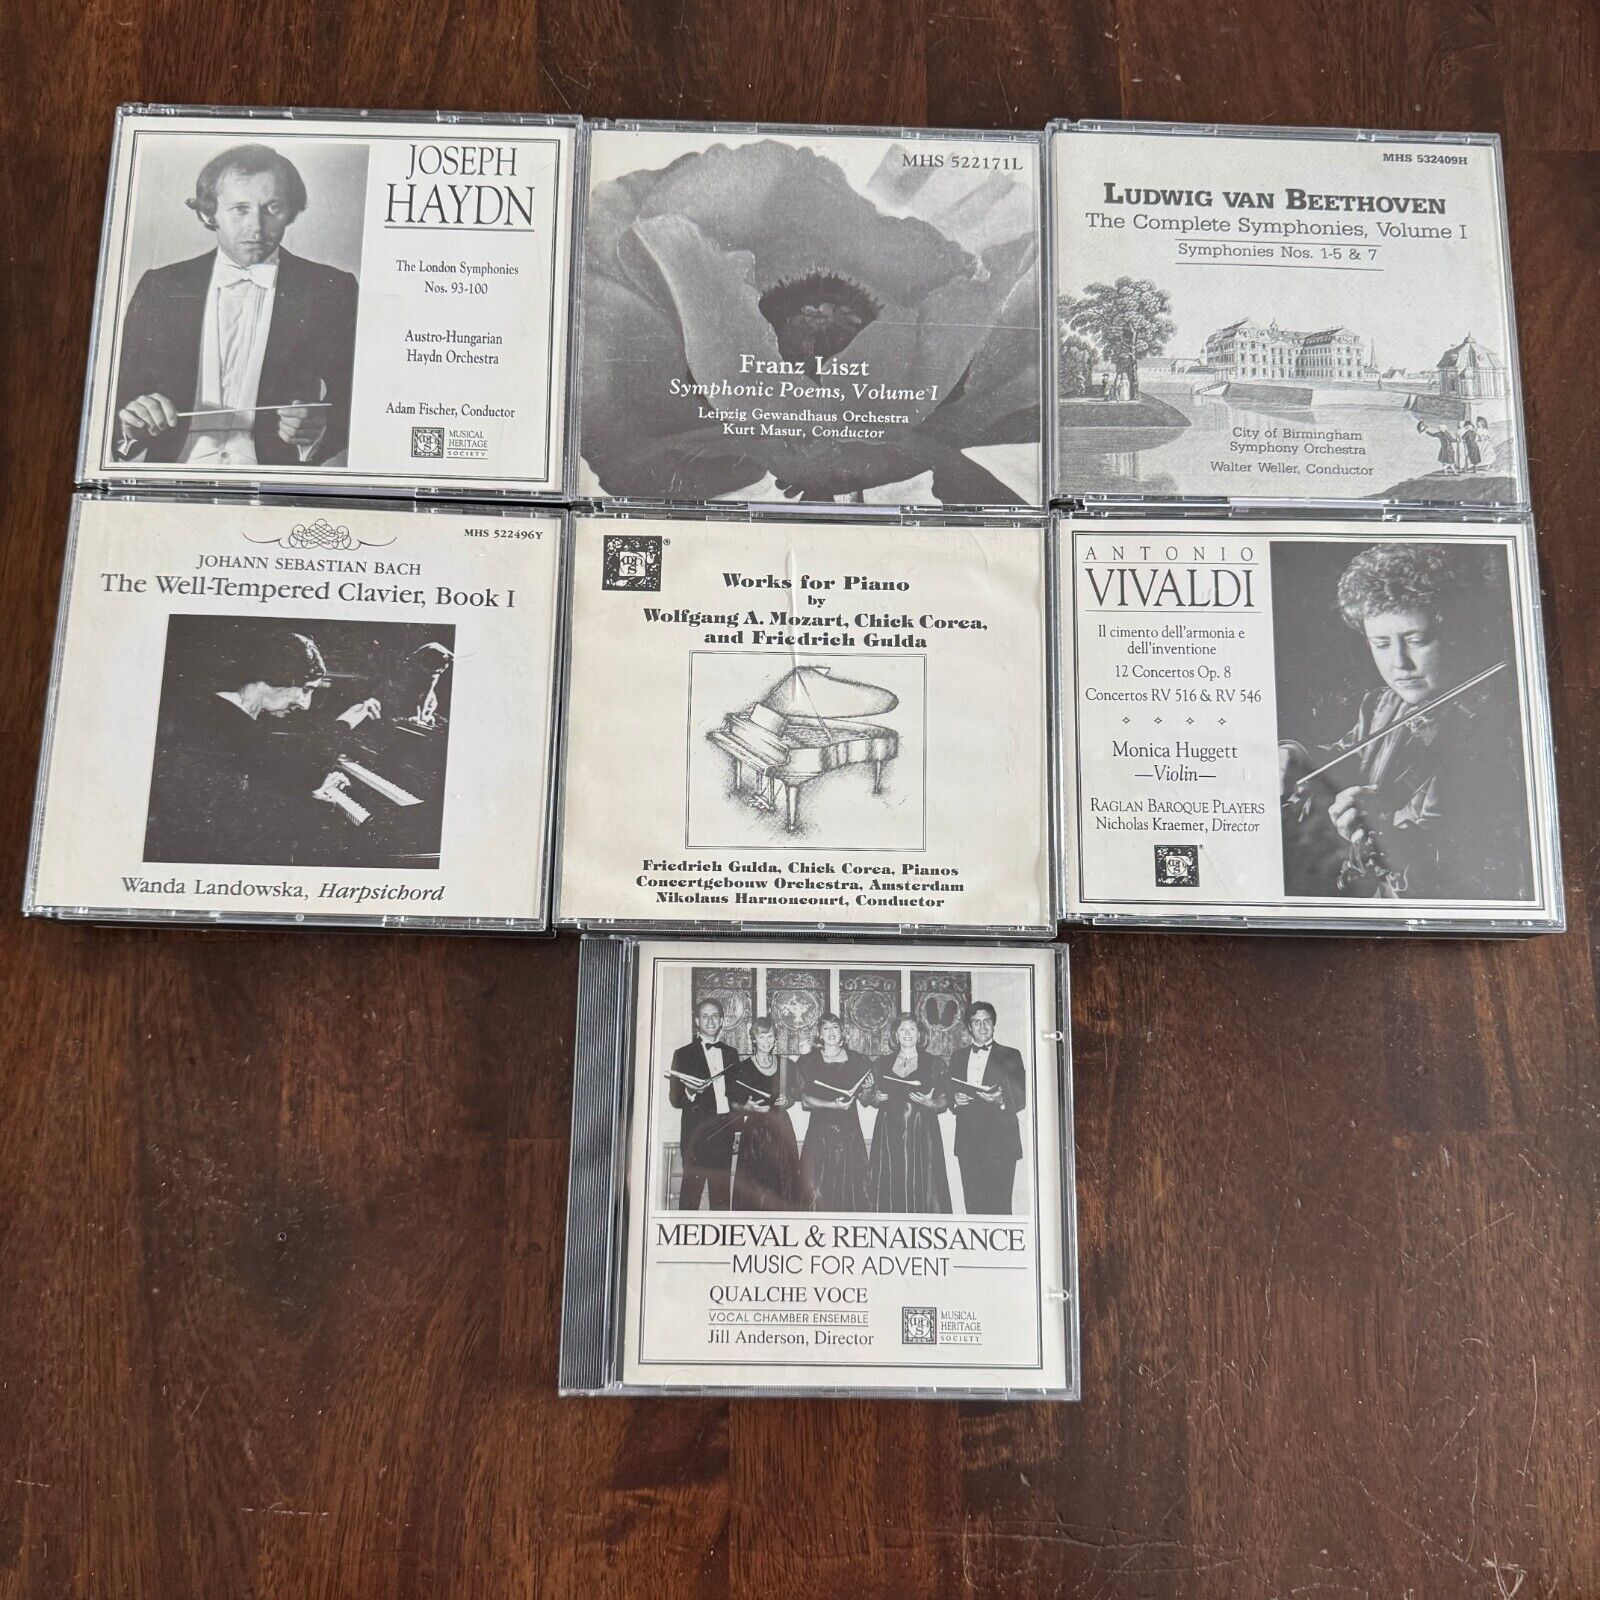 JOSEPH
HAYDN
The London Symphonies
Nos. 93-100
Austro-Hungarian
Haydn Orchestra
Adam Fischer, Conductor
MUSICAL
HERITAGE
SOCIETY
MHS 522171L
Franz Liszt
Symphonic Poems, Volume I
Leipzig Gewandhaus Orchestra
Kurt Masur, Conductor
MHS 532409H
LUDWIG VAN BEETHOVEN
The Complete Symphonies, Volume I
Symphonies Nos. 1-5 & 7
City of Birmingham
Symphony Orchestra
Walter Weller, Conductor
MHS 522496Y
JOHANN SEBASTIAN BACH
The Well-Tempered Clavier, Book I
Wanda Landowska, Harpsichord
®
Works for Piano
by
Wolfgang A. Mozart, Chick Corea,
and Friedrich Gulda
Friedrich Gulda, Chick Corea, Pianos
Concertgebouw Orchestra, Amsterdam
Nikolaus Harnoncourt, Conductor
ANTONIO
VIVALDI
Il cimento dell'armonia e
dell'inventione
12 Concertos Op. 8
Concertos RV 516 & RV 546
Monica Huggett
—Violin—
RAGLAN BAROQUE PLAYERS
Nicholas Kraemer, Director
MEDIEVAL & RENAISSANCE
MUSIC FOR ADVENT
QUALCHE VOCE
VOCAL CHAMBER ENSEMBLE
Jill Anderson, Director
MUSICAL
HERITAGE
SOCIETY